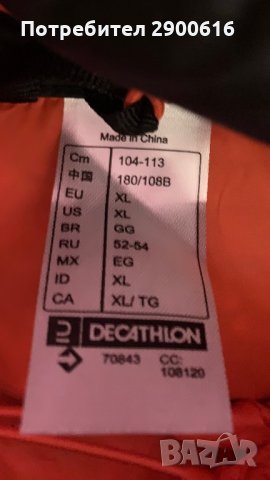 Потребител 2900616
Made in China
Cm 104-113
中国 180/108B
EU XL
US XL
BR GG
RU 52-54
MX EG
ID XL
CA XL/ TG
DECATHLON
70843 CC:
108120
BAZAR